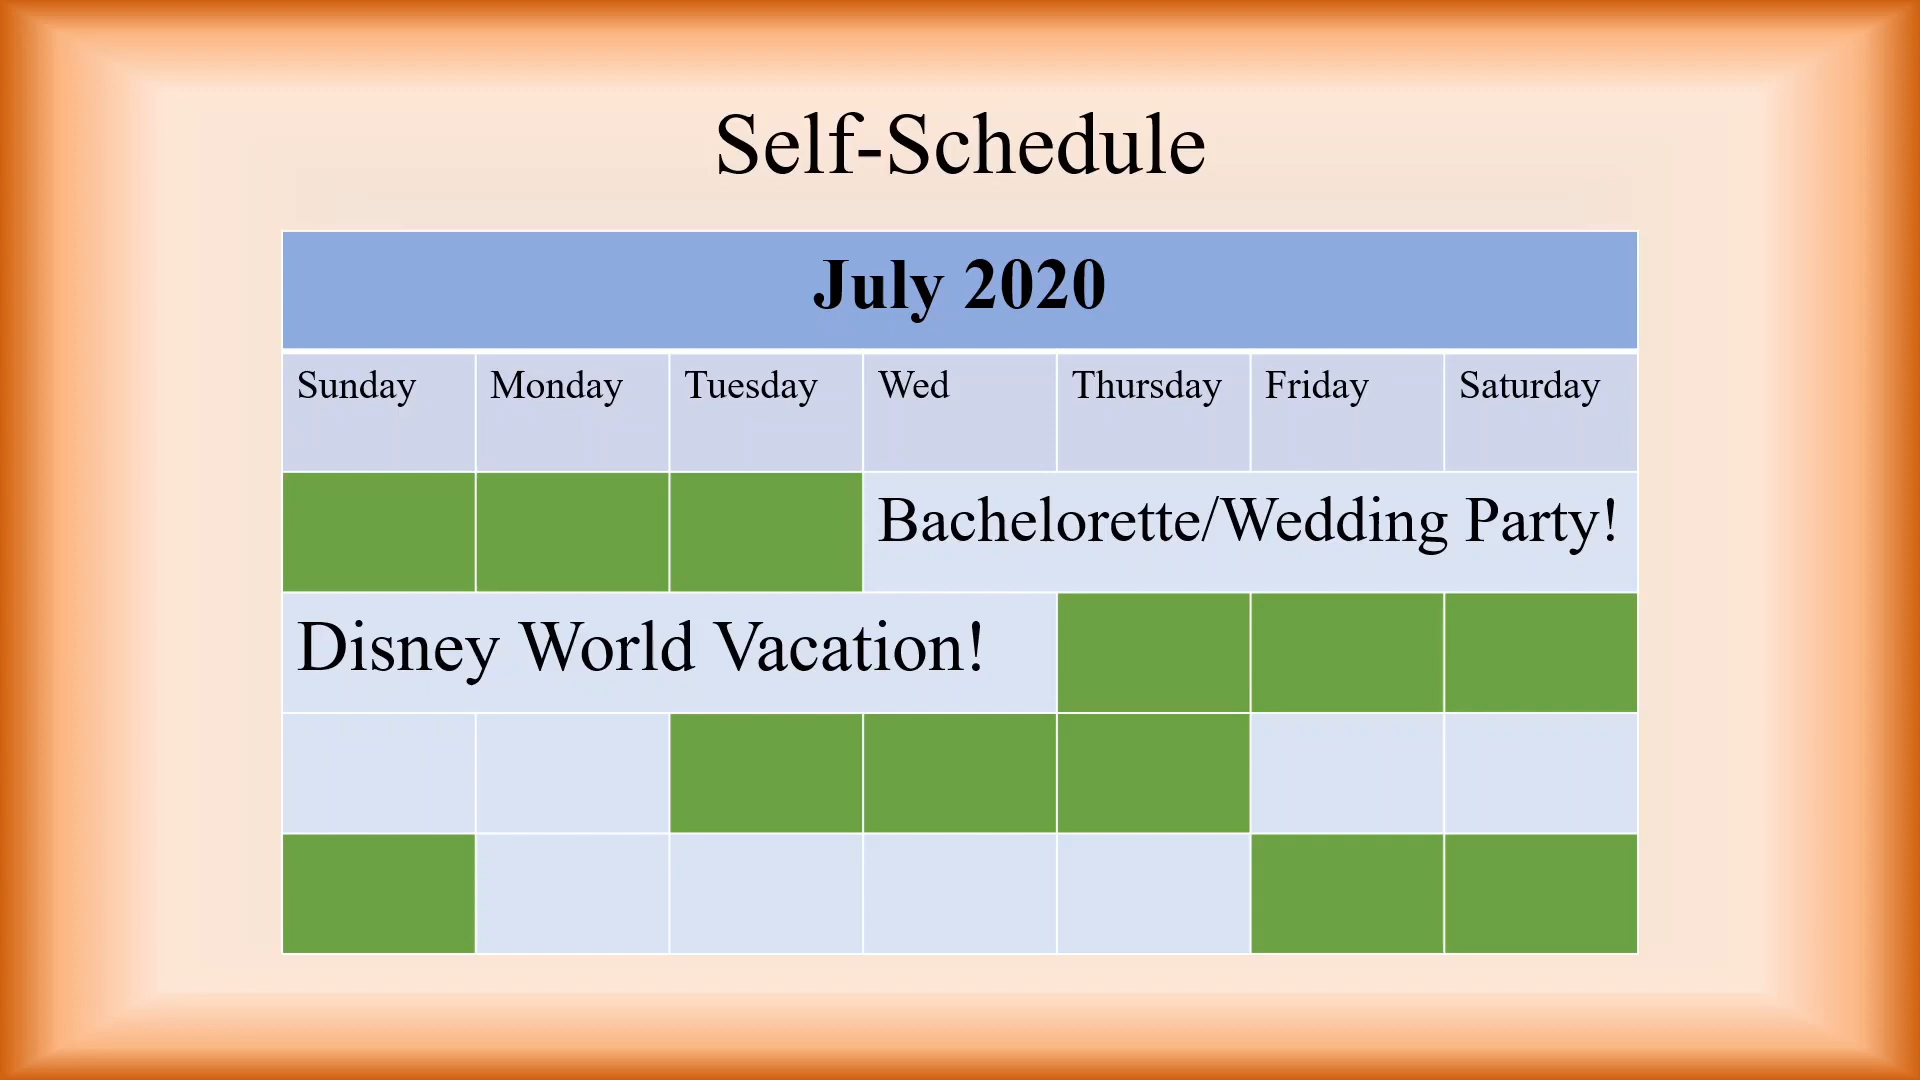 Self-Schedule
July 2020
Sunday Monday Tuesday Wed Thursday Friday Saturday
Bachelorette/Wedding Party!
Disney World Vacation!